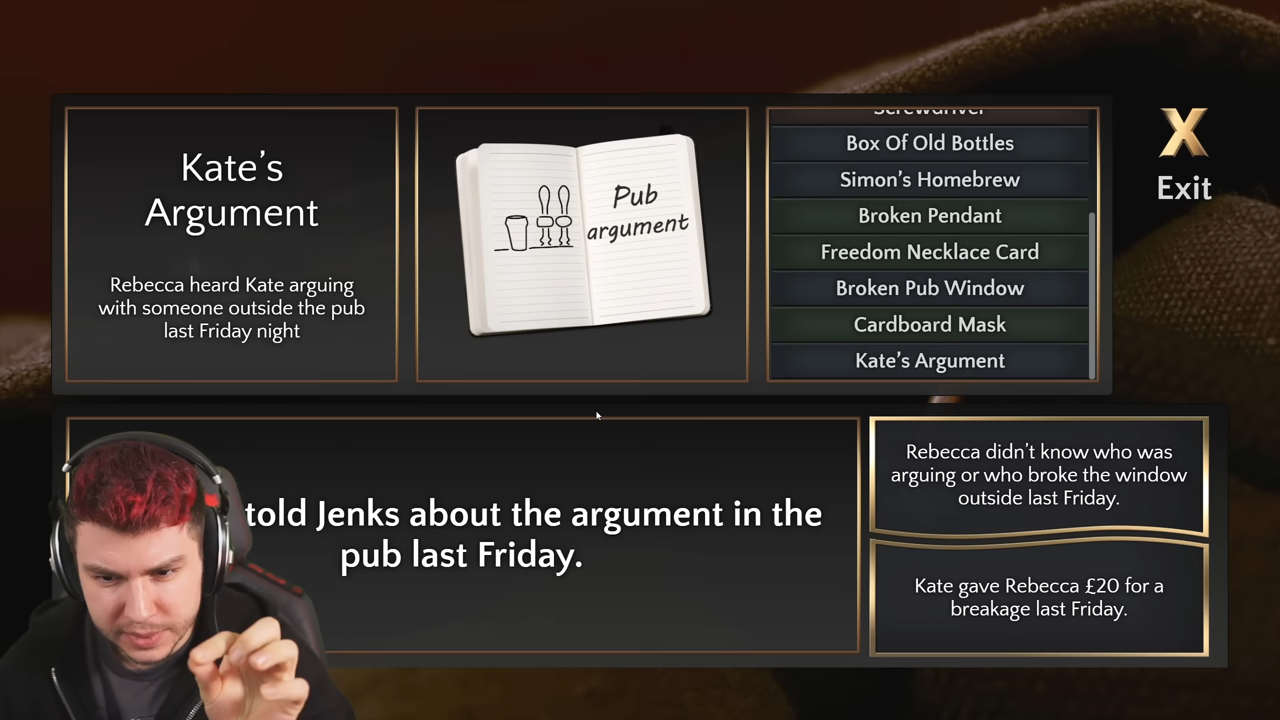 Kate's
Argument
Rebecca heard Kate arguing
with someone outside the pub
last Friday night
Pub
argument
Screwdriver
Box Of Old Bottles
Simon's Homebrew
Broken Pendant
Freedom Necklace Card
Broken Pub Window
Cardboard Mask
Kate's Argument
X
Exit
told Jenks about the argument in the
pub last Friday.
Rebecca didn't know who was
arguing or who broke the window
outside last Friday.
Kate gave Rebecca £20 for a
breakage last Friday.